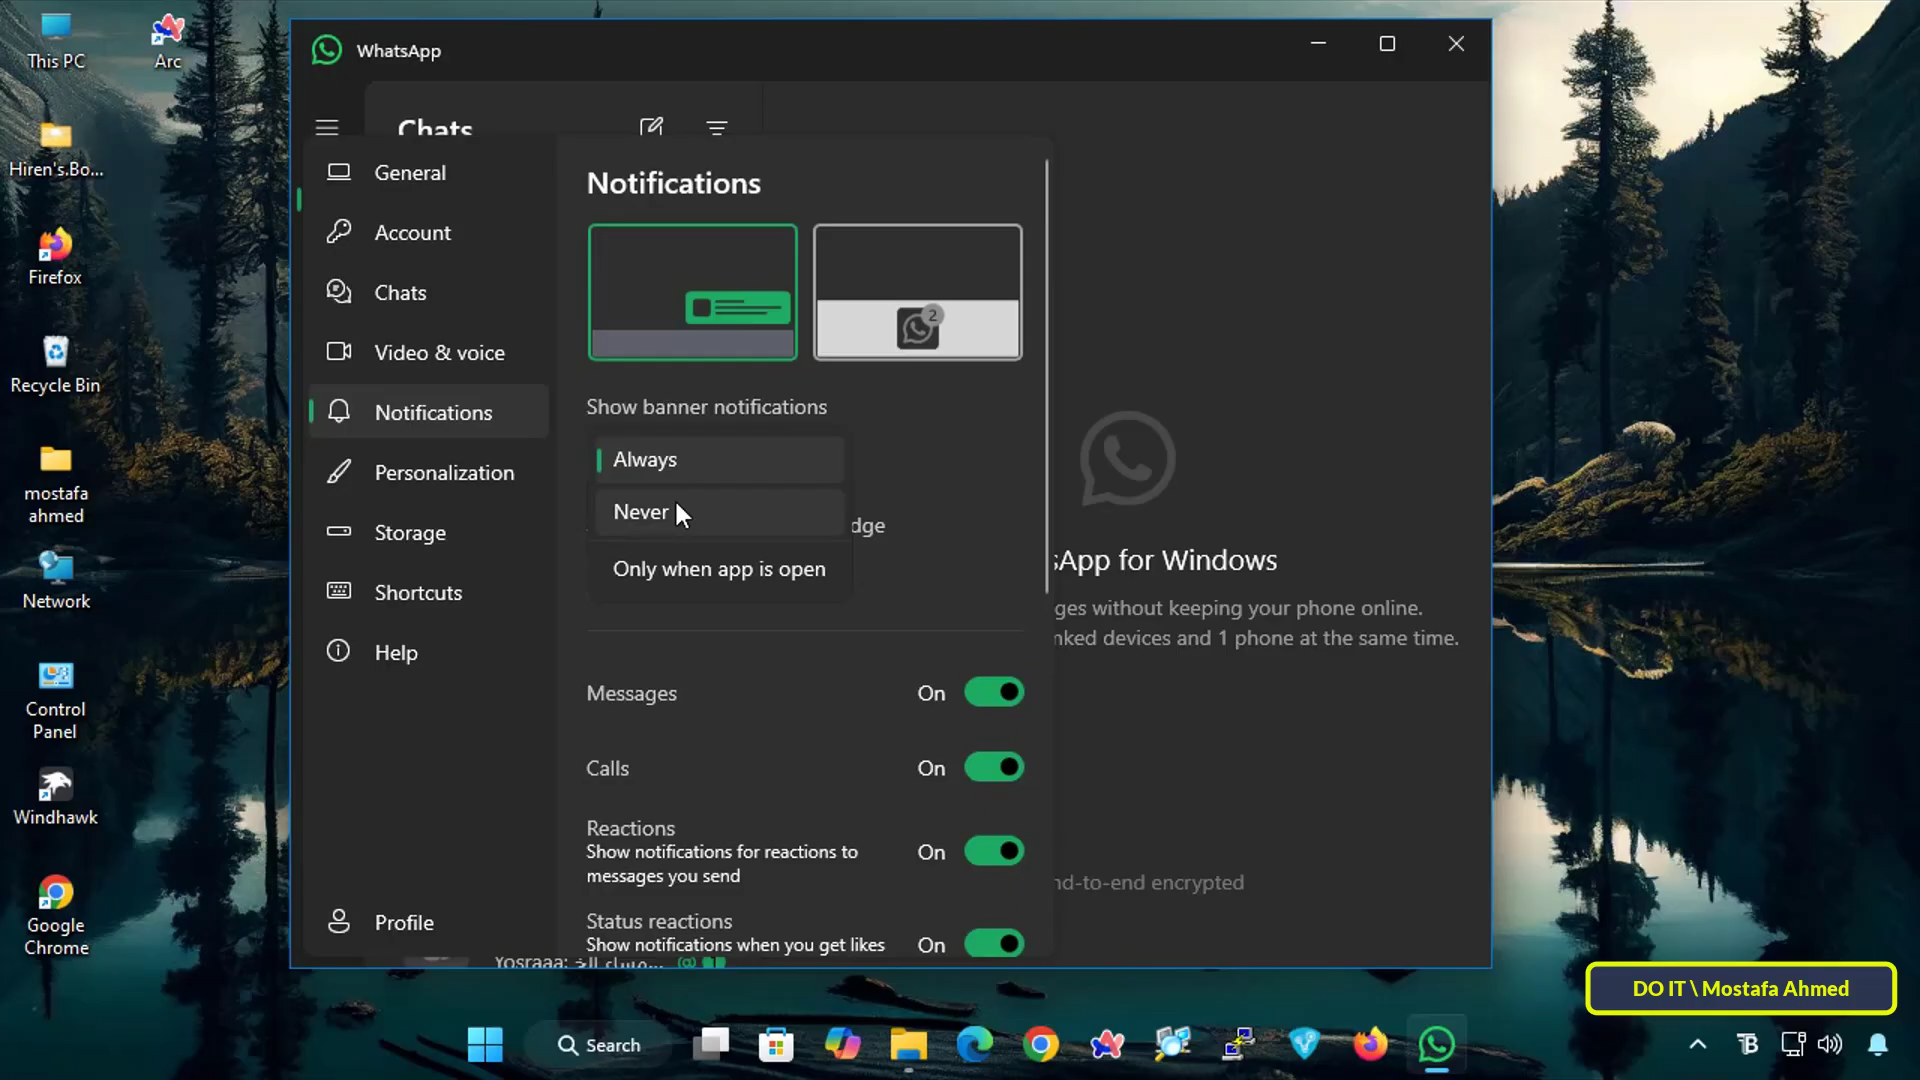 This PC
Arc
Hiren's.Bo...
Firefox
Recycle Bin
mostafa
ahmed
Network
Control
Panel
Windhawk
Google
Chrome
WhatsApp
Chats
General
Account
Chats
Video & voice
Notifications
Personalization
Storage
Shortcuts
Help
Profile
Notifications
2
Show banner notifications
Always
Never
dge
Only when app is open
Messages On
Calls On
Reactions
Show notifications for reactions to
messages you send
On
Status reactions
Show notifications when you get likes
On
sApp for Windows
ges without keeping your phone online.
nked devices and 1 phone at the same time.
nd-to-end encrypted
Yosraaa:
DO IT \ Mostafa Ahmed
Search